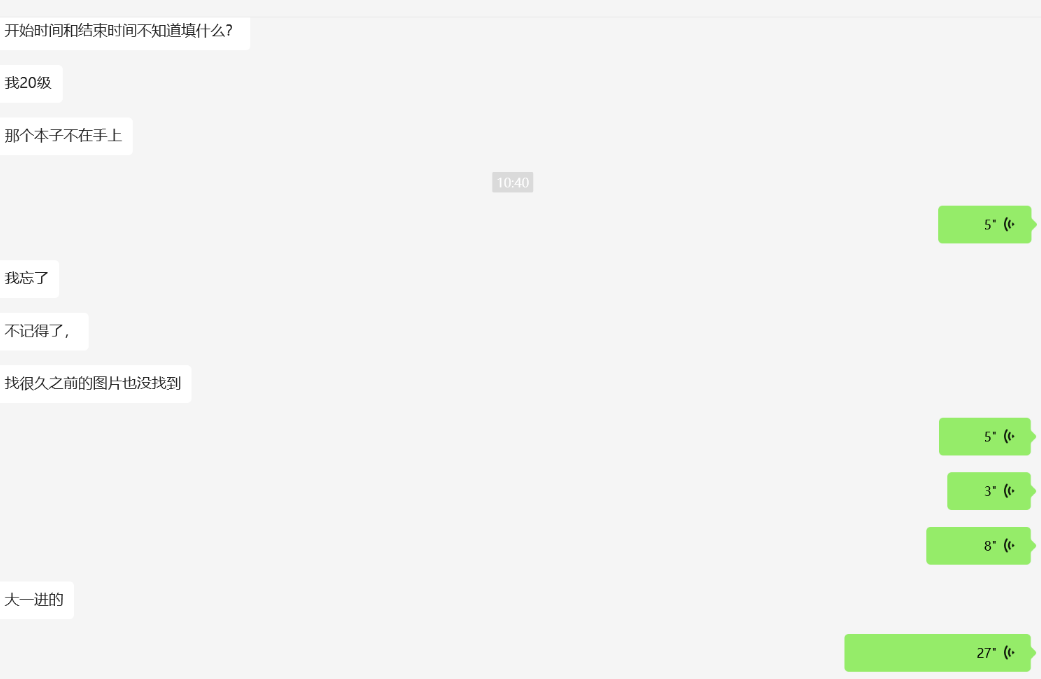 开始时间和结束时间不知道填什么？
我20级
那个本子不在手上
10:40
5"
我忘了
不记得了，
找很久之前的图片也没找到
5"
3"
8"
大一进的
27"